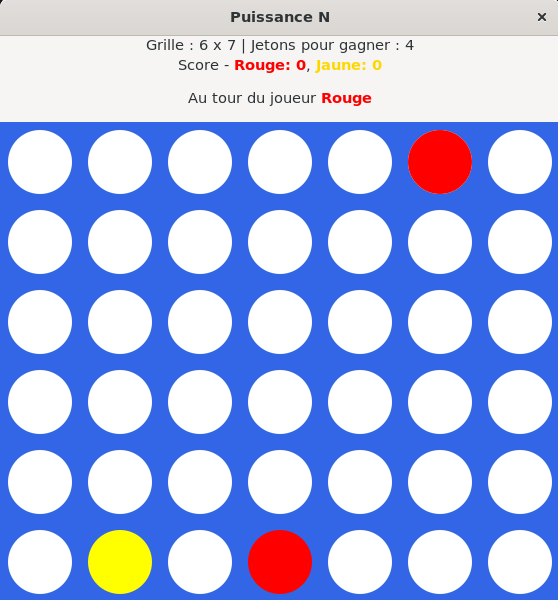 Puissance N
Grille : 6 x 7 | Jetons pour gagner : 4
Score - Rouge: 0, Jaune: 0
Au tour du joueur Rouge